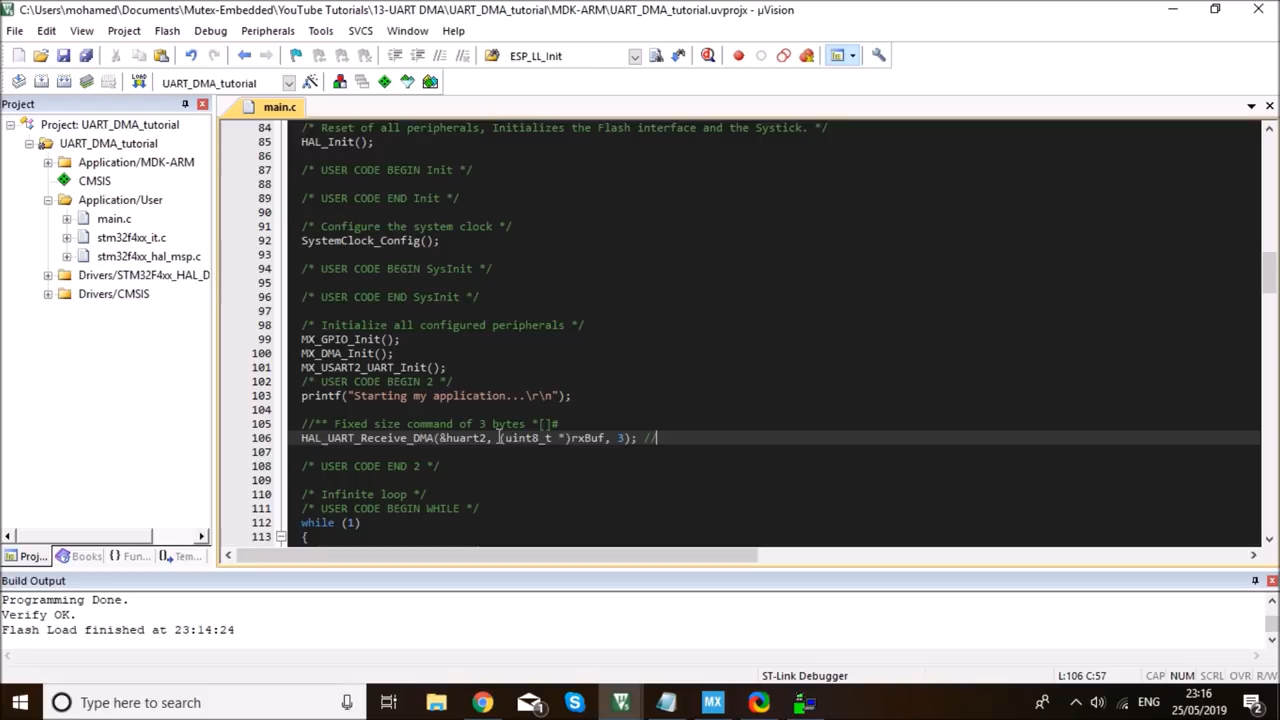 C:\Users\mohamed\Documents\Mutex-Embedded\YouTube Tutorials\13-UART DMA\UART_DMA_tutorial\MDK-ARM\UART_DMA_tutorial.uvprojx - µVision
File Edit View Project Flash Debug Peripherals Tools SVCS Window Help
ESP_LL_Init
LOAD UART_DMA_tutorial
Project
main.c
Project: UART_DMA_tutorial
UART_DMA_tutorial
Application/MDK-ARM
CMSIS
Application/User
main.c
stm32f4xx_it.c
stm32f4xx_hal_msp.c
Drivers/STM32F4xx_HAL_D
Drivers/CMSIS
84 /* Reset of all peripherals, Initializes the Flash interface and the Systick. */
85 HAL_Init();
86
87 /* USER CODE BEGIN Init */
88
89 /* USER CODE END Init */
90
91 /* Configure the system clock */
92 SystemClock_Config();
93
94 /* USER CODE BEGIN SysInit */
95
96 /* USER CODE END SysInit */
97
98 /* Initialize all configured peripherals */
99 MX_GPIO_Init();
100 MX_DMA_Init();
101 MX_USART2_UART_Init();
102 /* USER CODE BEGIN 2 */
103 printf("Starting my application...\r\n");
104
105 //** Fixed size command of 3 bytes *[]#
106 HAL_UART_Receive_DMA(&huart2, (uint8_t *)rxBuf, 3); //
107
108 /* USER CODE END 2 */
109
110 /* Infinite loop */
111 /* USER CODE BEGIN WHILE */
112 while (1)
113 {
Proj... Books {} Fun... Tem...
Build Output
Programming Done.
Verify OK.
Flash Load finished at 23:14:24
ST-Link Debugger L:106 C:57 CAP NUM SCRL OVR R/W
Type here to search
MX
ENG
23:16
25/05/2019